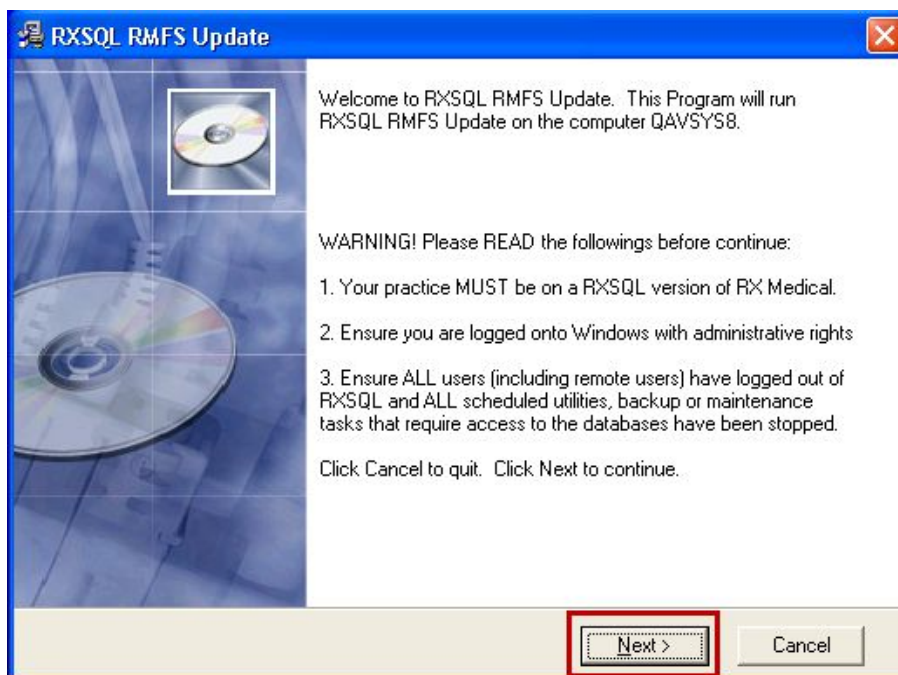 RXSQL RMFS Update
Welcome to RXSQL RMFS Update. This Program will run
RXSQL RMFS Update on the computer QAVSYS8.
WARNING! Please READ the followings before continue:
1. Your practice MUST be on a RXSQL version of RX Medical.
2. Ensure you are logged onto Windows with administrative rights
3. Ensure ALL users (including remote users) have logged out of
RXSQL and ALL scheduled utilities, backup or maintenance
tasks that require access to the databases have been stopped.
Click Cancel to quit. Click Next to continue.
Next >
Cancel